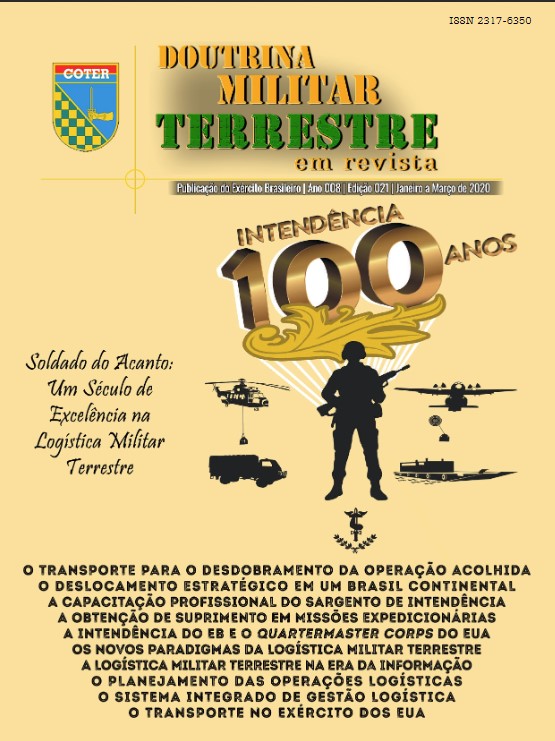 ISSN 2317-6350
COTER
DOUTRINA
MILITAR
TERRESTRE
em revista
Publicação do Exército Brasileiro | Ano 008 | Edição 021 | Janeiro a Março de 2020
INTENDÊNCIA
100
ANOS
Soldado do Acanto:
Um Século de
Excelência na
Logística Militar
Terrestre
O TRANSPORTE PARA O DESDOBRAMENTO DA OPERAÇÃO ACOLHIDA
O DESLOCAMENTO ESTRATÉGICO EM UM BRASIL CONTINENTAL
A CAPACITAÇÃO PROFISSIONAL DO SARGENTO DE INTENDÊNCIA
A OBTENÇÃO DE SUPRIMENTO EM MISSÕES EXPEDICIONÁRIAS
A INTENDÊNCIA DO EB E O QUARTERMASTER CORPS DO EUA
OS NOVOS PARADIGMAS DA LOGÍSTICA MILITAR TERRESTRE
A LOGÍSTICA MILITAR TERRESTRE NA ERA DA INFORMAÇÃO
O PLANEJAMENTO DAS OPERAÇÕES LOGÍSTICAS
O SISTEMA INTEGRADO DE GESTÃO LOGÍSTICA
O TRANSPORTE NO EXÉRCITO DOS EUA